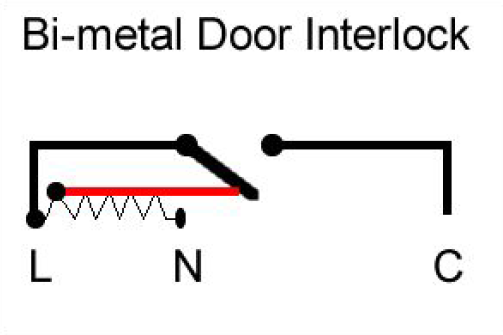 Bi-metal Door Interlock
L N C